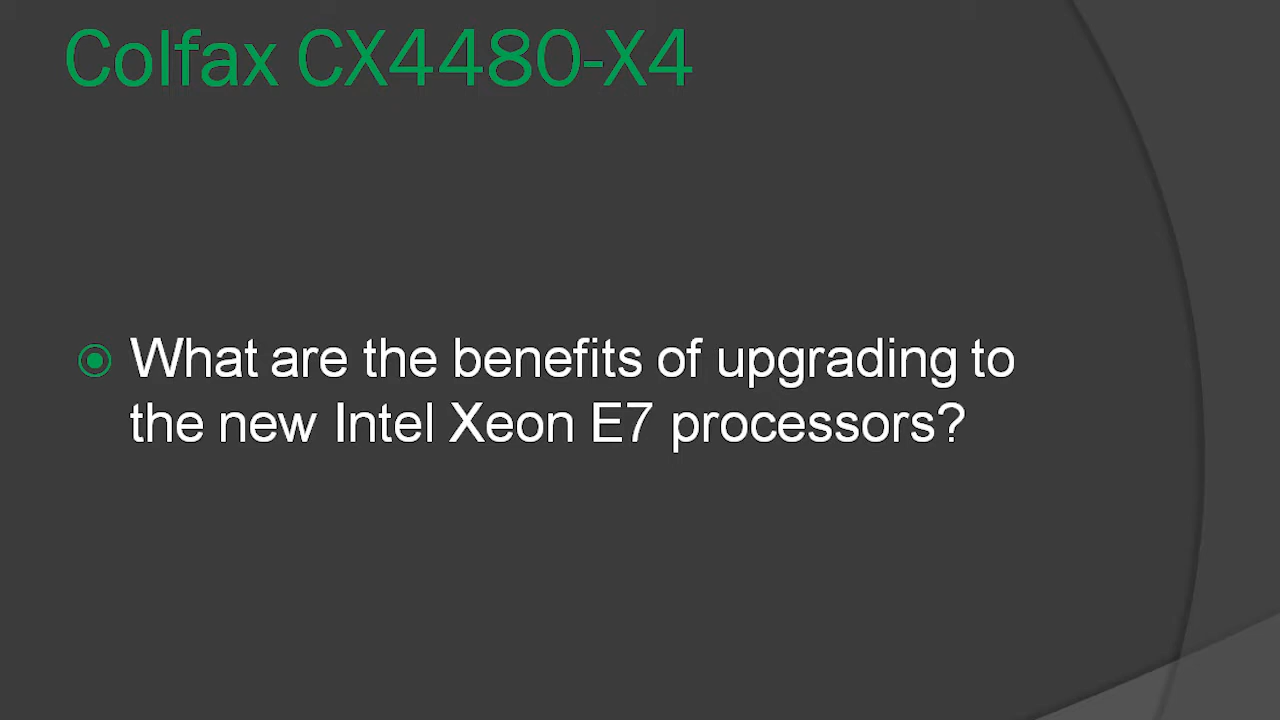 Colfax CX4480-X4
What are the benefits of upgrading to
the new Intel Xeon E7 processors?